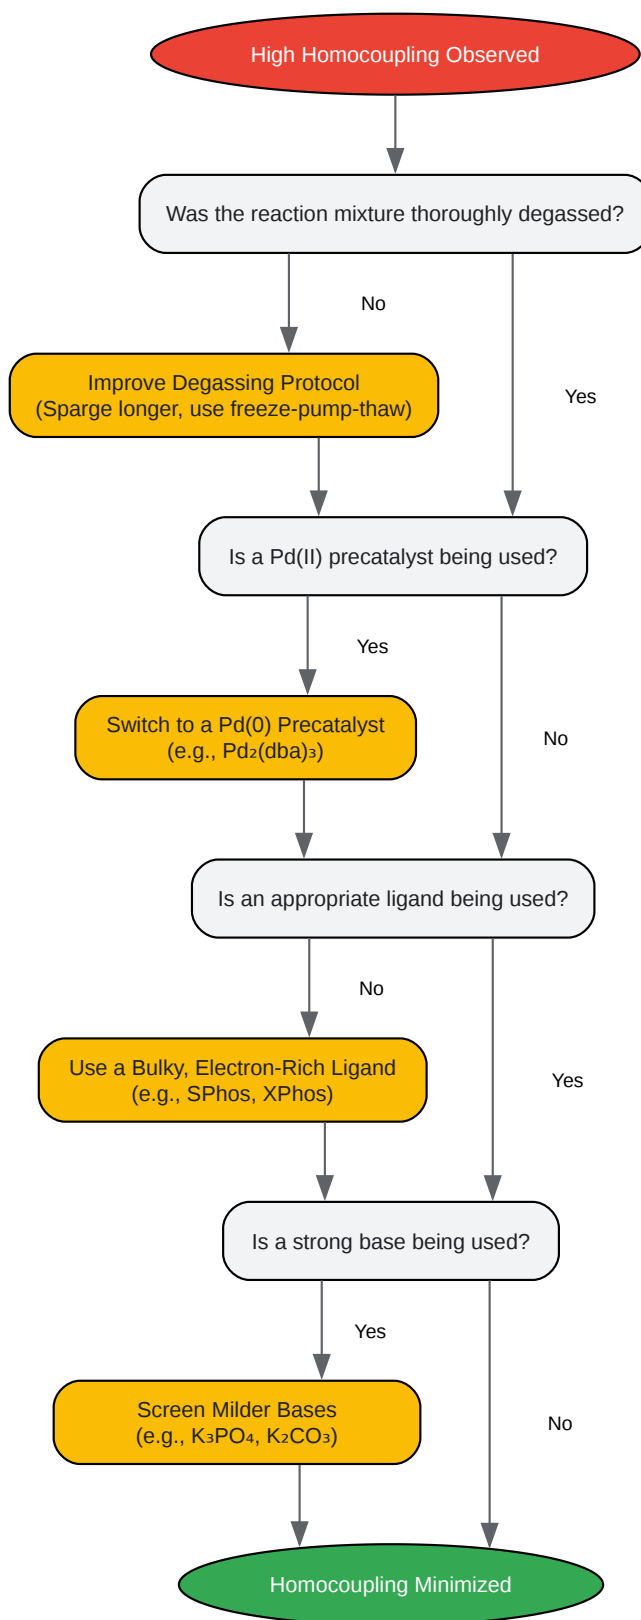 High Homocoupling Observed
Was the reaction mixture thoroughly degassed?
No
Improve Degassing Protocol
(Sparge longer, use freeze-pump-thaw)
Yes
Is a Pd(II) precatalyst being used?
Yes
Switch to a Pd(0) Precatalyst
(e.g., Pd₂(dba)₃)
No
Is an appropriate ligand being used?
No
Use a Bulky, Electron-Rich Ligand
(e.g., SPhos, XPhos)
Yes
Is a strong base being used?
Yes
Screen Milder Bases
(e.g., K₃PO₄, K₂CO₃)
No
Homocoupling Minimized